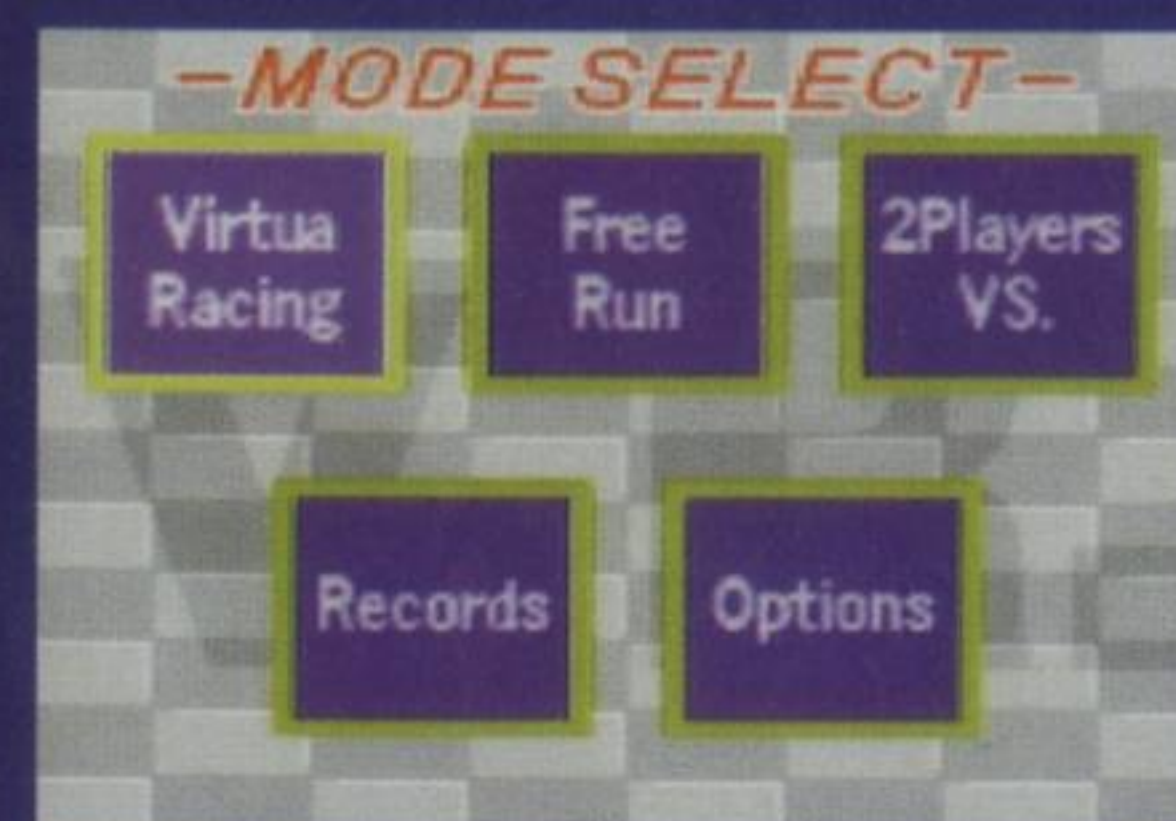 -MODE SELECT-
Virtua
Racing
Free
Run
2Players
VS.
Records
Options